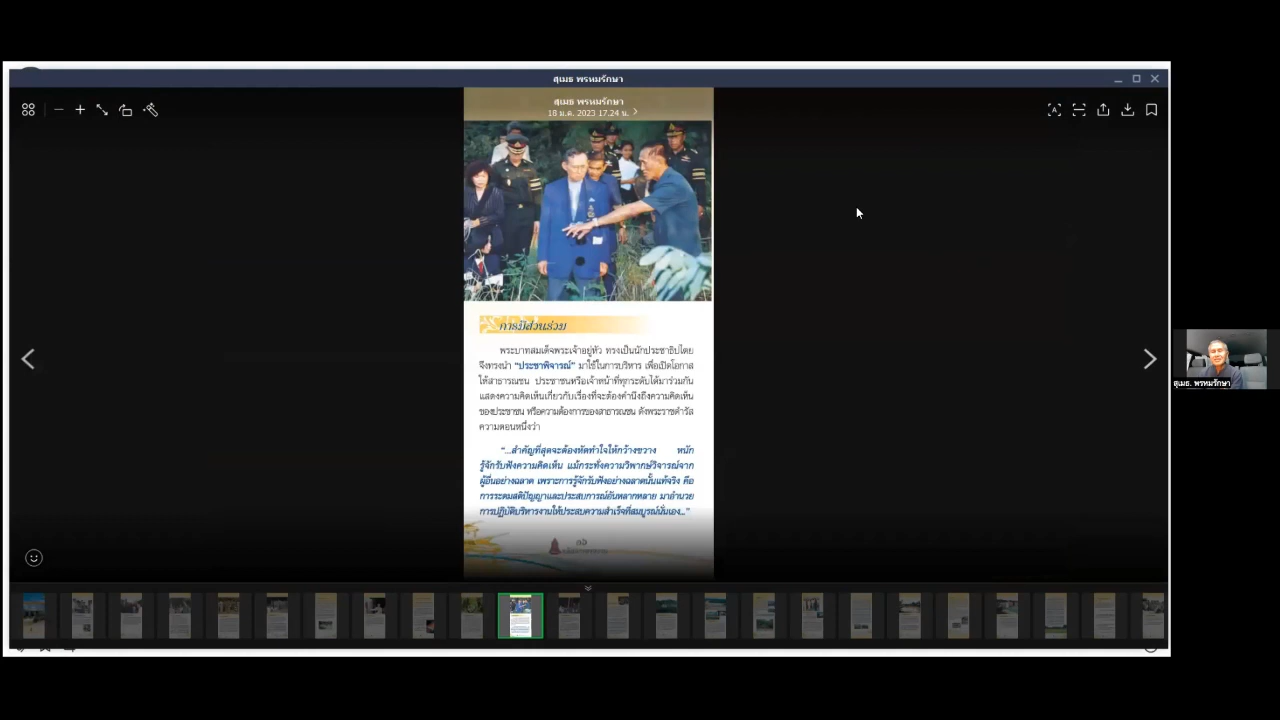 สุเมธ พรหมรักษา
สุเมธ พรหมรักษา
18 ม.ค. 2023 17.24 น.
การมีส่วนร่วม
พระบาทสมเด็จพระเจ้าอยู่หัว ทรงเป็นนักประชาธิปไตย
จึงทรงนำ "ประชาพิจารณ์" มาใช้ในการบริหาร เพื่อเปิดโอกาส
ให้สาธารณชน ประชาชนหรือเจ้าหน้าที่ทุกระดับได้มาร่วมกัน
แสดงความคิดเห็นเกี่ยวกับเรื่องที่จะต้องคำนึงถึงความคิดเห็น
ของประชาชน หรือความต้องการของสาธารณชน ดังพระราชดำรัส
ความตอนหนึ่งว่า
"...สำคัญที่สุดจะต้องหัดทำใจให้กว้างขวาง หนัก
รู้จักรับฟังความคิดเห็น แม้กระทั่งความวิพากษ์วิจารณ์จาก
ผู้อื่นอย่างฉลาด เพราะการรู้จักรับฟังอย่างฉลาดนั้นแท้จริง คือ
การระดมสติปัญญาและประสบการณ์อันหลากหลาย มาอำนวย
การปฏิบัติบริหารงานให้ประสบความสำเร็จที่สมบูรณ์นั่นเอง..."
๑๖
สุเมธ. พรหมรักษา